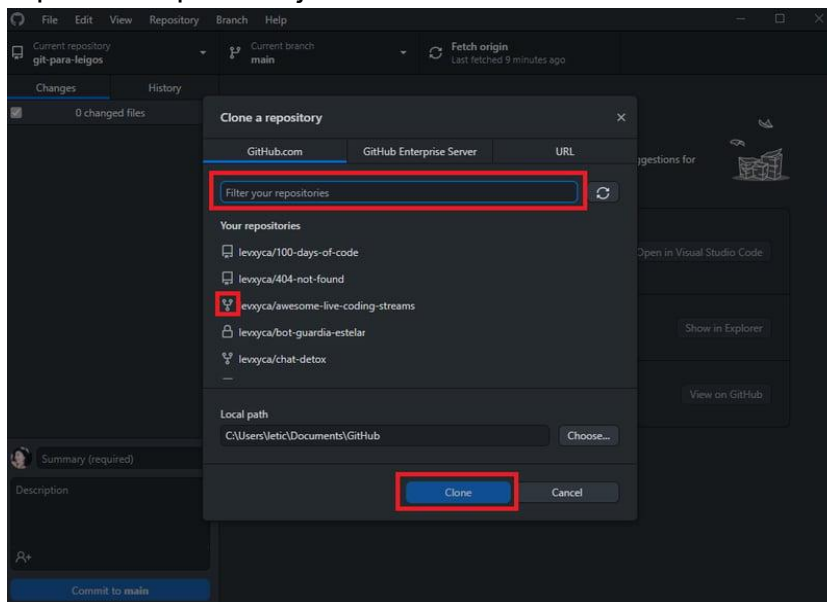 File Edit View Repository Branch Help
Current repository
git-para-leigos
Current branch
main
Fetch origin
Last fetched 9 minutes ago
Changes History
0 changed files
Clone a repository
GitHub.com GitHub Enterprise Server URL
Filter your repositories
Your repositories
levxyca/100-days-of-code
levxyca/404-not-found
levxyca/awesome-live-coding-streams
levxyca/bot-guardia-estelar
levxyca/chat-detox
Local path
C:\Users\letic\Documents\GitHub
Choose...
Clone Cancel
ggestions for
Open in Visual Studio Code
Show in Explorer
View on GitHub
Summary (required)
Description
Commit to main